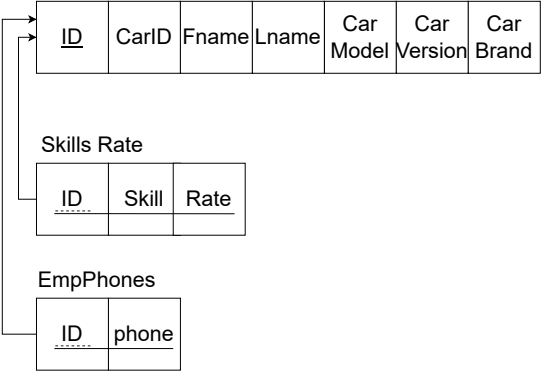 ID CarID Fname Lname Car Model Car Version Car Brand
Skills Rate
ID Skill Rate
EmpPhones
ID phone